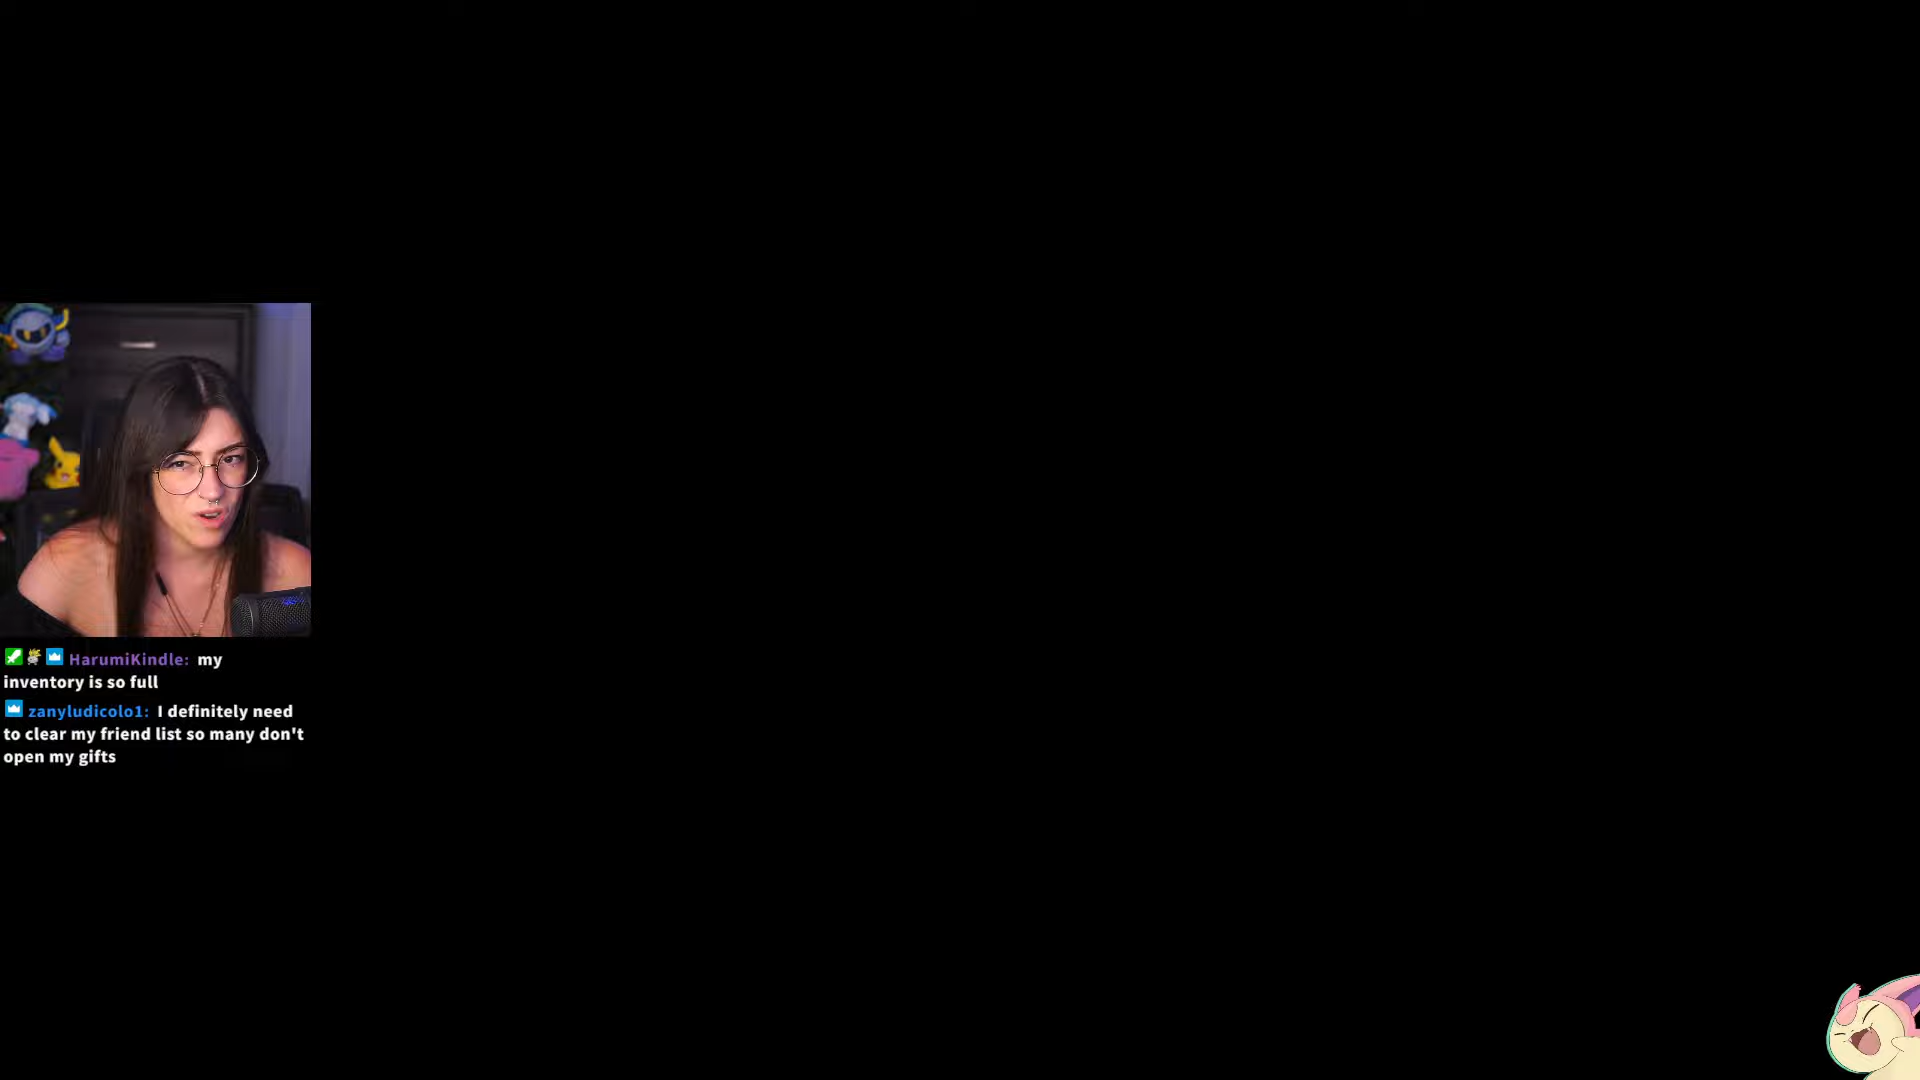 HarumiKindle: my
inventory is so full
zanyludicolo1: I definitely need
to clear my friend list so many don't
open my gifts